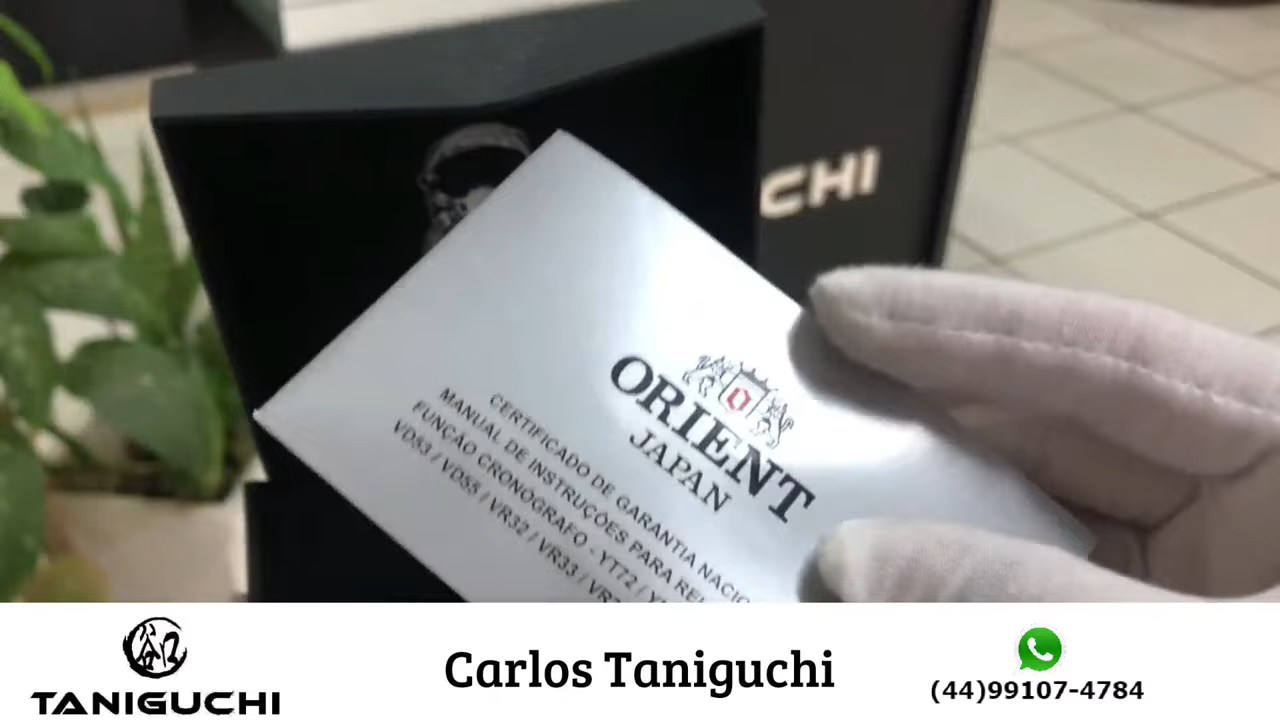 CHI
ORIENT
JAPAN
CERTIFICADO DE GARANTIA
MANUAL DE INSTRUÇÕES PARA
FUNÇÃO CRONÓGRAFO - YT72 /
VD53 / VD55 / VR32 / VR33 /
TANIGUCHI
Carlos Taniguchi
(44)99107-4784